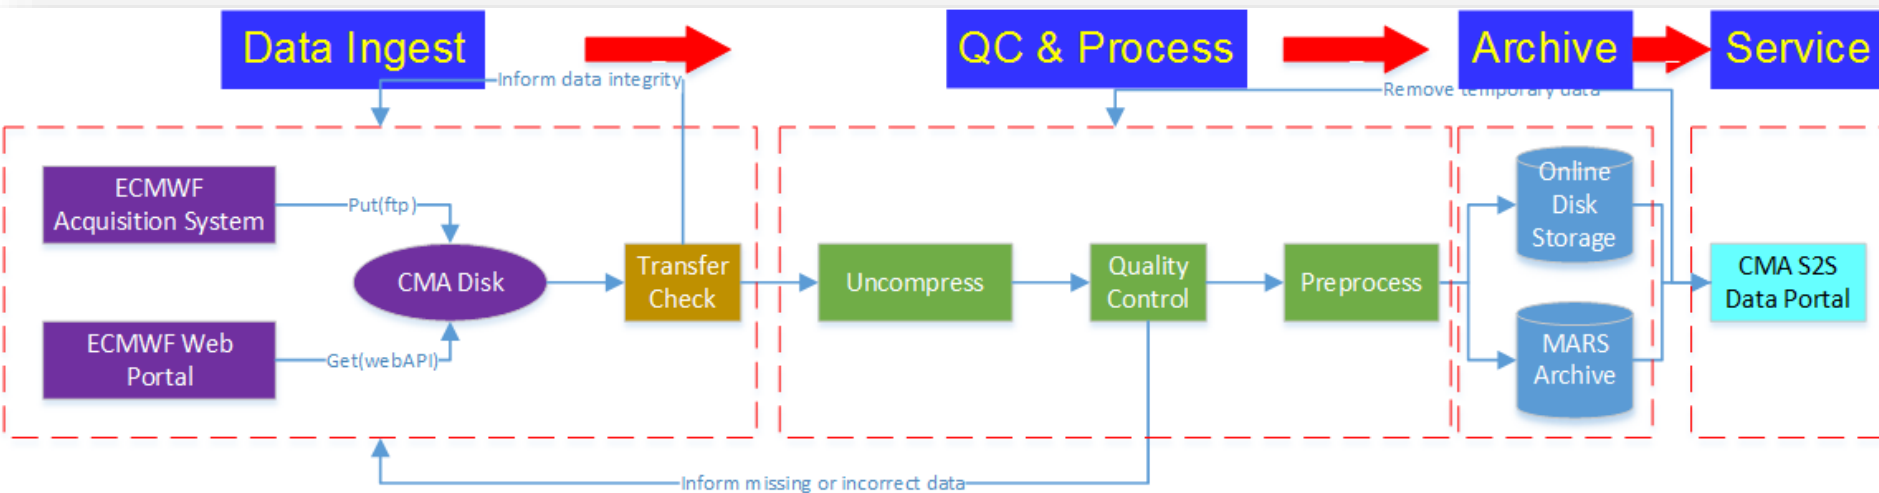 Data Ingest
QC & Process
Archive
Service
Inform data integrity
Remove temporary data
ECMWF
Acquisition System
Put(ftp)
CMA Disk
ECMWF Web
Portal
Get(webAPI)
Transfer
Check
Uncompress
Quality
Control
Preprocess
Online
Disk
Storage
MARS
Archive
CMA S2S
Data Portal
Inform missing or incorrect data